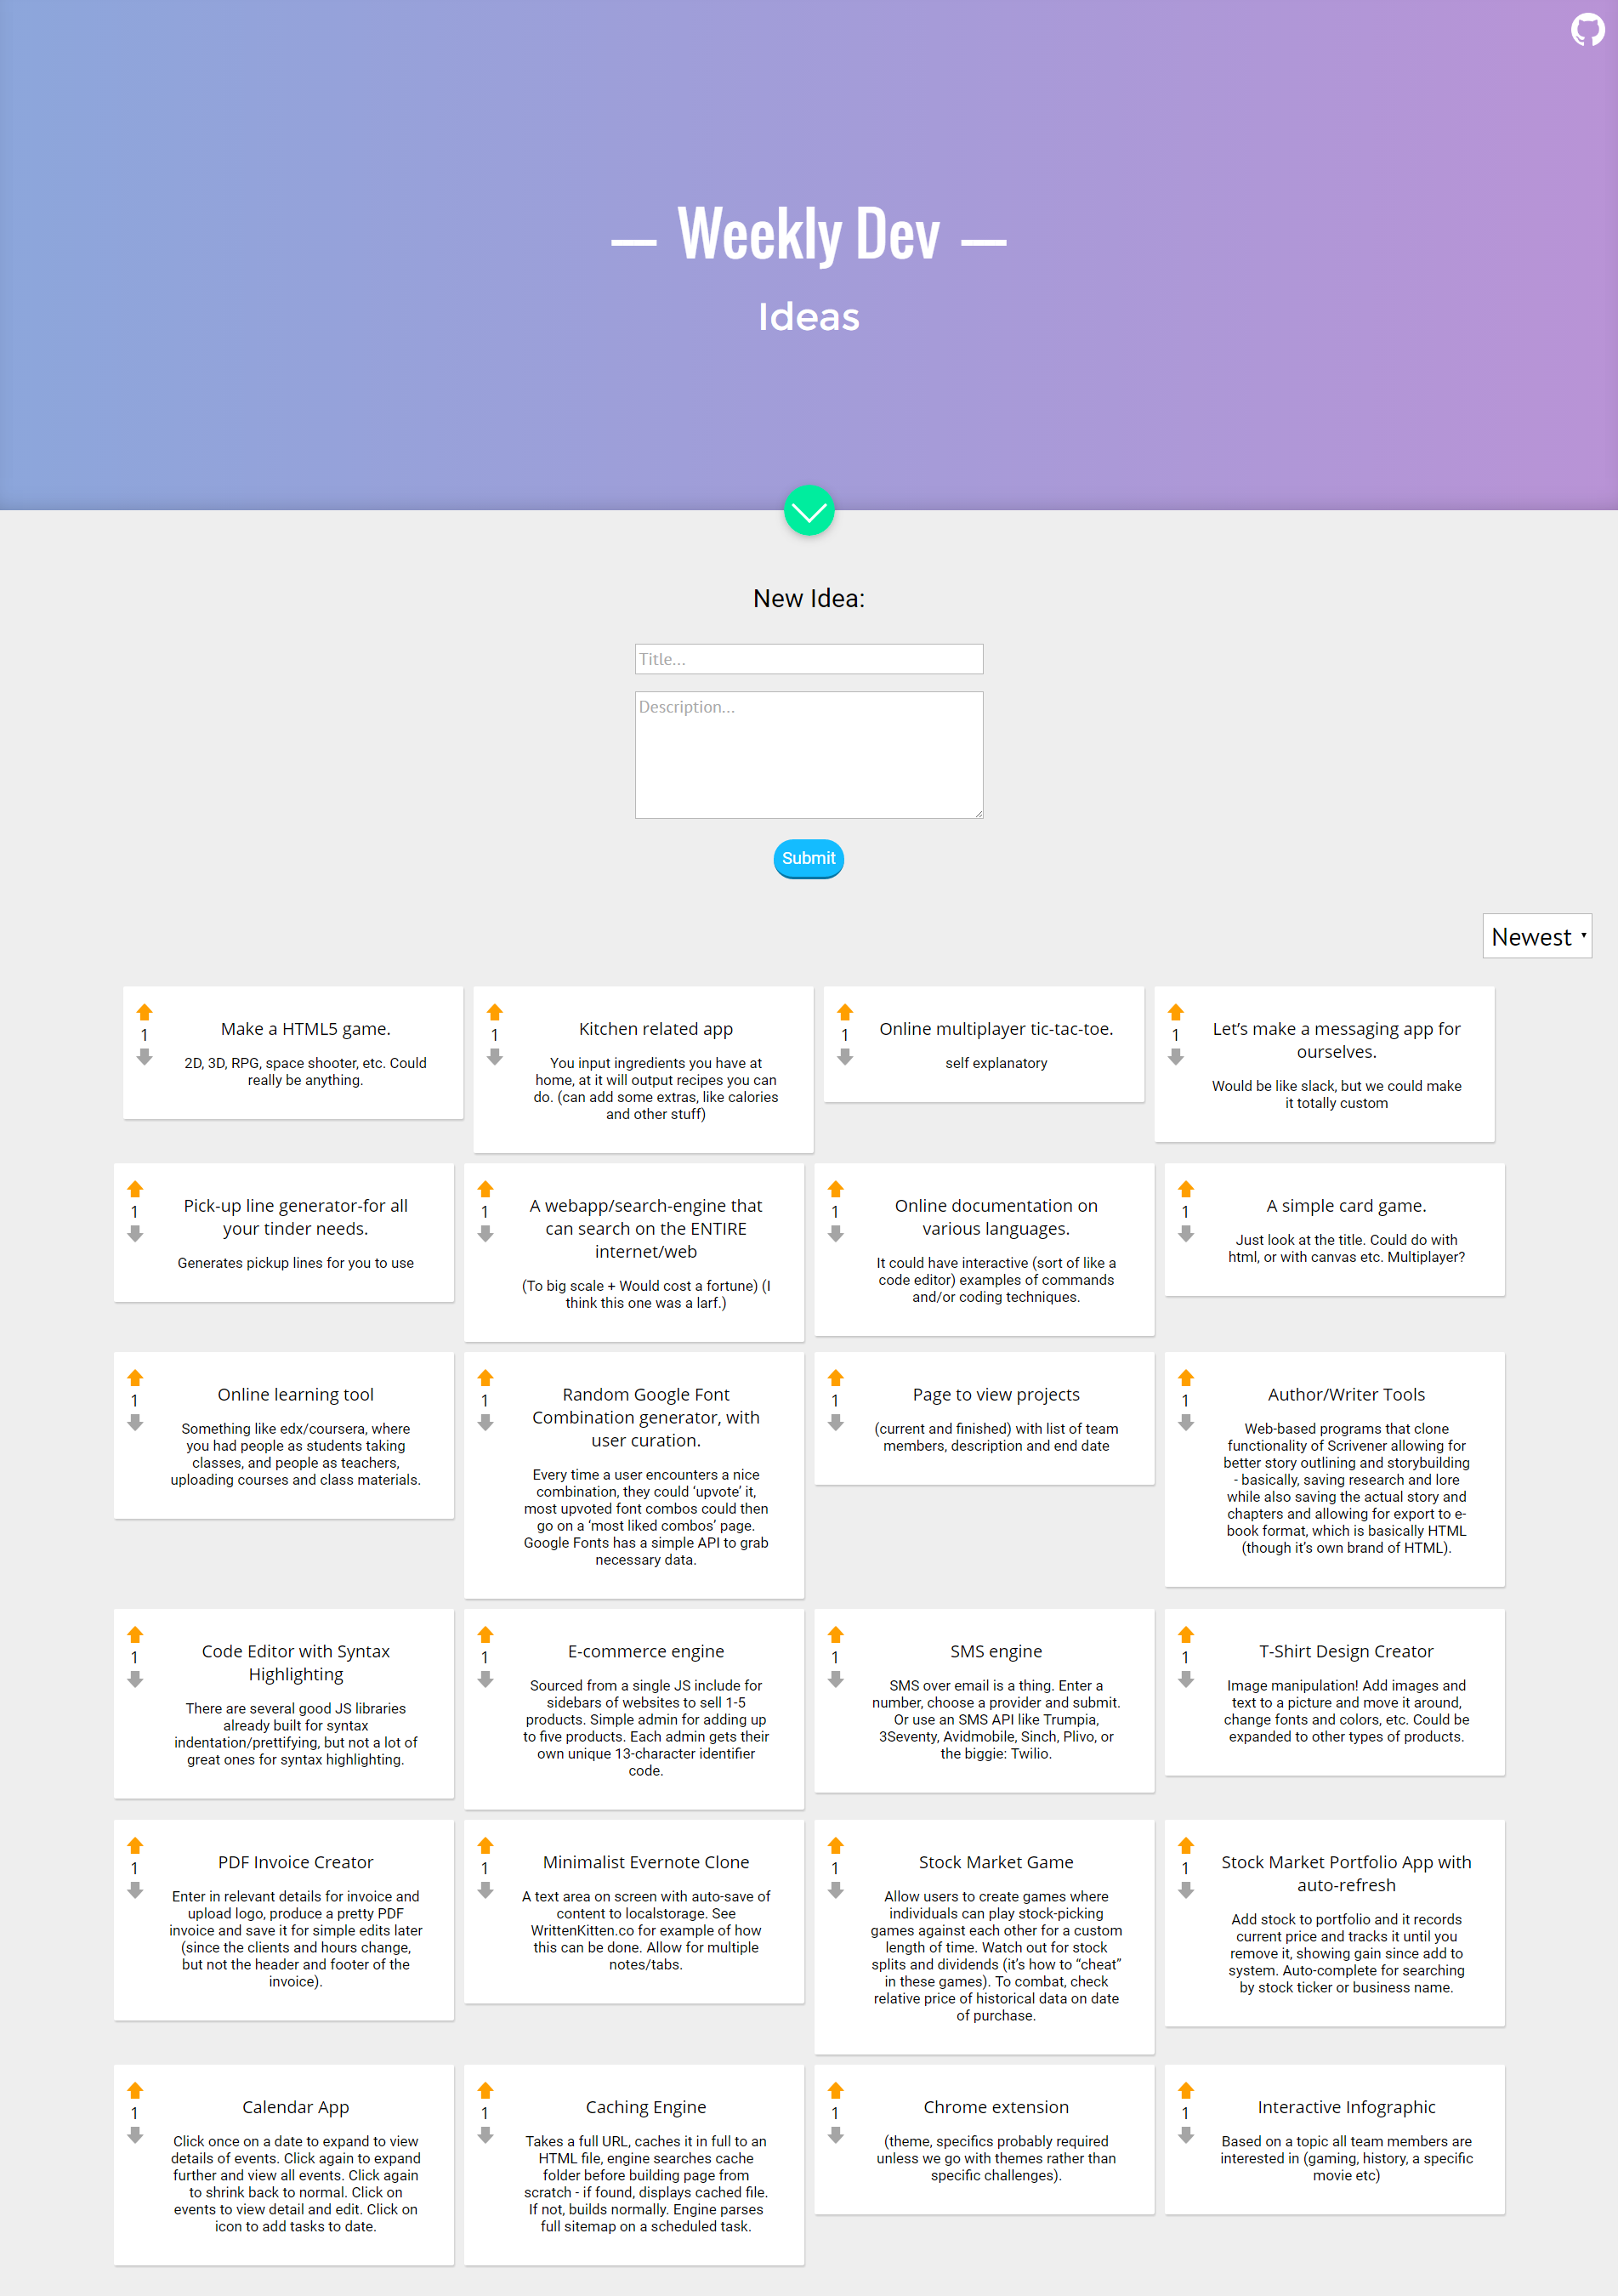 — Weekly Dev —
Ideas
New Idea:
Title...
Description...
Submit
Newest
1
Make a HTML5 game.
2D, 3D, RPG, space shooter, etc. Could
really be anything.
1
Kitchen related app
You input ingredients you have at
home, at it will output recipes you can
do. (can add some extras, like calories
and other stuff)
1
Online multiplayer tic-tac-toe.
self explanatory
1
Let’s make a messaging app for
ourselves.
Would be like slack, but we could make
it totally custom
1
Pick-up line generator-for all
your tinder needs.
Generates pickup lines for you to use
1
A webapp/search-engine that
can search on the ENTIRE
internet/web
(To big scale + Would cost a fortune) (I
think this one was a larf.)
1
Online documentation on
various languages.
It could have interactive (sort of like a
code editor) examples of commands
and/or coding techniques.
1
A simple card game.
Just look at the title. Could do with
html, or with canvas etc. Multiplayer?
1
Online learning tool
Something like edx/coursera, where
you had people as students taking
classes, and people as teachers,
uploading courses and class materials.
1
Random Google Font
Combination generator, with
user curation.
Every time a user encounters a nice
combination, they could ‘upvote’ it,
most upvoted font combos could then
go on a ‘most liked combos’ page.
Google Fonts has a simple API to grab
necessary data.
1
Page to view projects
(current and finished) with list of team
members, description and end date
1
Author/Writer Tools
Web-based programs that clone
functionality of Scrivener allowing for
better story outlining and storybuilding
- basically, saving research and lore
while also saving the actual story and
chapters and allowing for export to e-
book format, which is basically HTML
(though it’s own brand of HTML).
1
Code Editor with Syntax
Highlighting
There are several good JS libraries
already built for syntax
indentation/prettifying, but not a lot of
great ones for syntax highlighting.
1
E-commerce engine
Sourced from a single JS include for
sidebars of websites to sell 1-5
products. Simple admin for adding up
to five products. Each admin gets their
own unique 13-character identifier
code.
1
SMS engine
SMS over email is a thing. Enter a
number, choose a provider and submit.
Or use an SMS API like Trumpia,
3Seventy, Avidmobile, Sinch, Plivo, or
the biggie: Twilio.
1
T-Shirt Design Creator
Image manipulation! Add images and
text to a picture and move it around,
change fonts and colors, etc. Could be
expanded to other types of products.
1
PDF Invoice Creator
Enter in relevant details for invoice and
upload logo, produce a pretty PDF
invoice and save it for simple edits later
(since the clients and hours change,
but not the header and footer of the
invoice).
1
Minimalist Evernote Clone
A text area on screen with auto-save of
content to localstorage. See
WrittenKitten.co for example of how
this can be done. Allow for multiple
notes/tabs.
1
Stock Market Game
Allow users to create games where
individuals can play stock-picking
games against each other for a custom
length of time. Watch out for stock
splits and dividends (it’s how to “cheat”
in these games). To combat, check
relative price of historical data on date
of purchase.
1
Stock Market Portfolio App with
auto-refresh
Add stock to portfolio and it records
current price and tracks it until you
remove it, showing gain since add to
system. Auto-complete for searching
by stock ticker or business name.
1
Calendar App
Click once on a date to expand to view
details of events. Click again to expand
further and view all events. Click again
to shrink back to normal. Click on
events to view detail and edit. Click on
icon to add tasks to date.
1
Caching Engine
Takes a full URL, caches it in full to an
HTML file, engine searches cache
folder before building page from
scratch - if found, displays cached file.
If not, builds normally. Engine parses
full sitemap on a scheduled task.
1
Chrome extension
(theme, specifics probably required
unless we go with themes rather than
specific challenges).
1
Interactive Infographic
Based on a topic all team members are
interested in (gaming, history, a specific
movie etc)